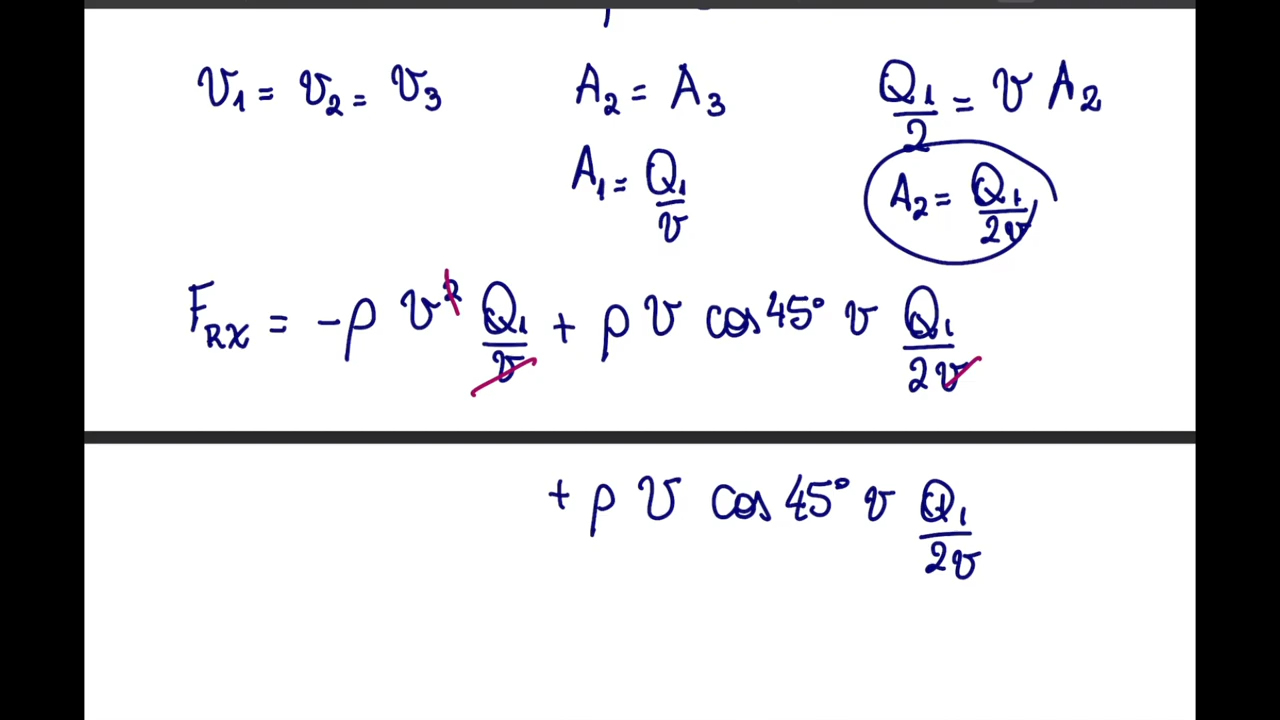 v₁ = v₂ = v₃ A₂ = A₃ Q₁/2 = v A₂
A₁ = Q₁/v A₂ = Q₁/2v
F_RX = -ρ v² Q₁/v + ρ v cos 45° v Q₁/2v
+ ρ v cos 45° v Q₁/2v